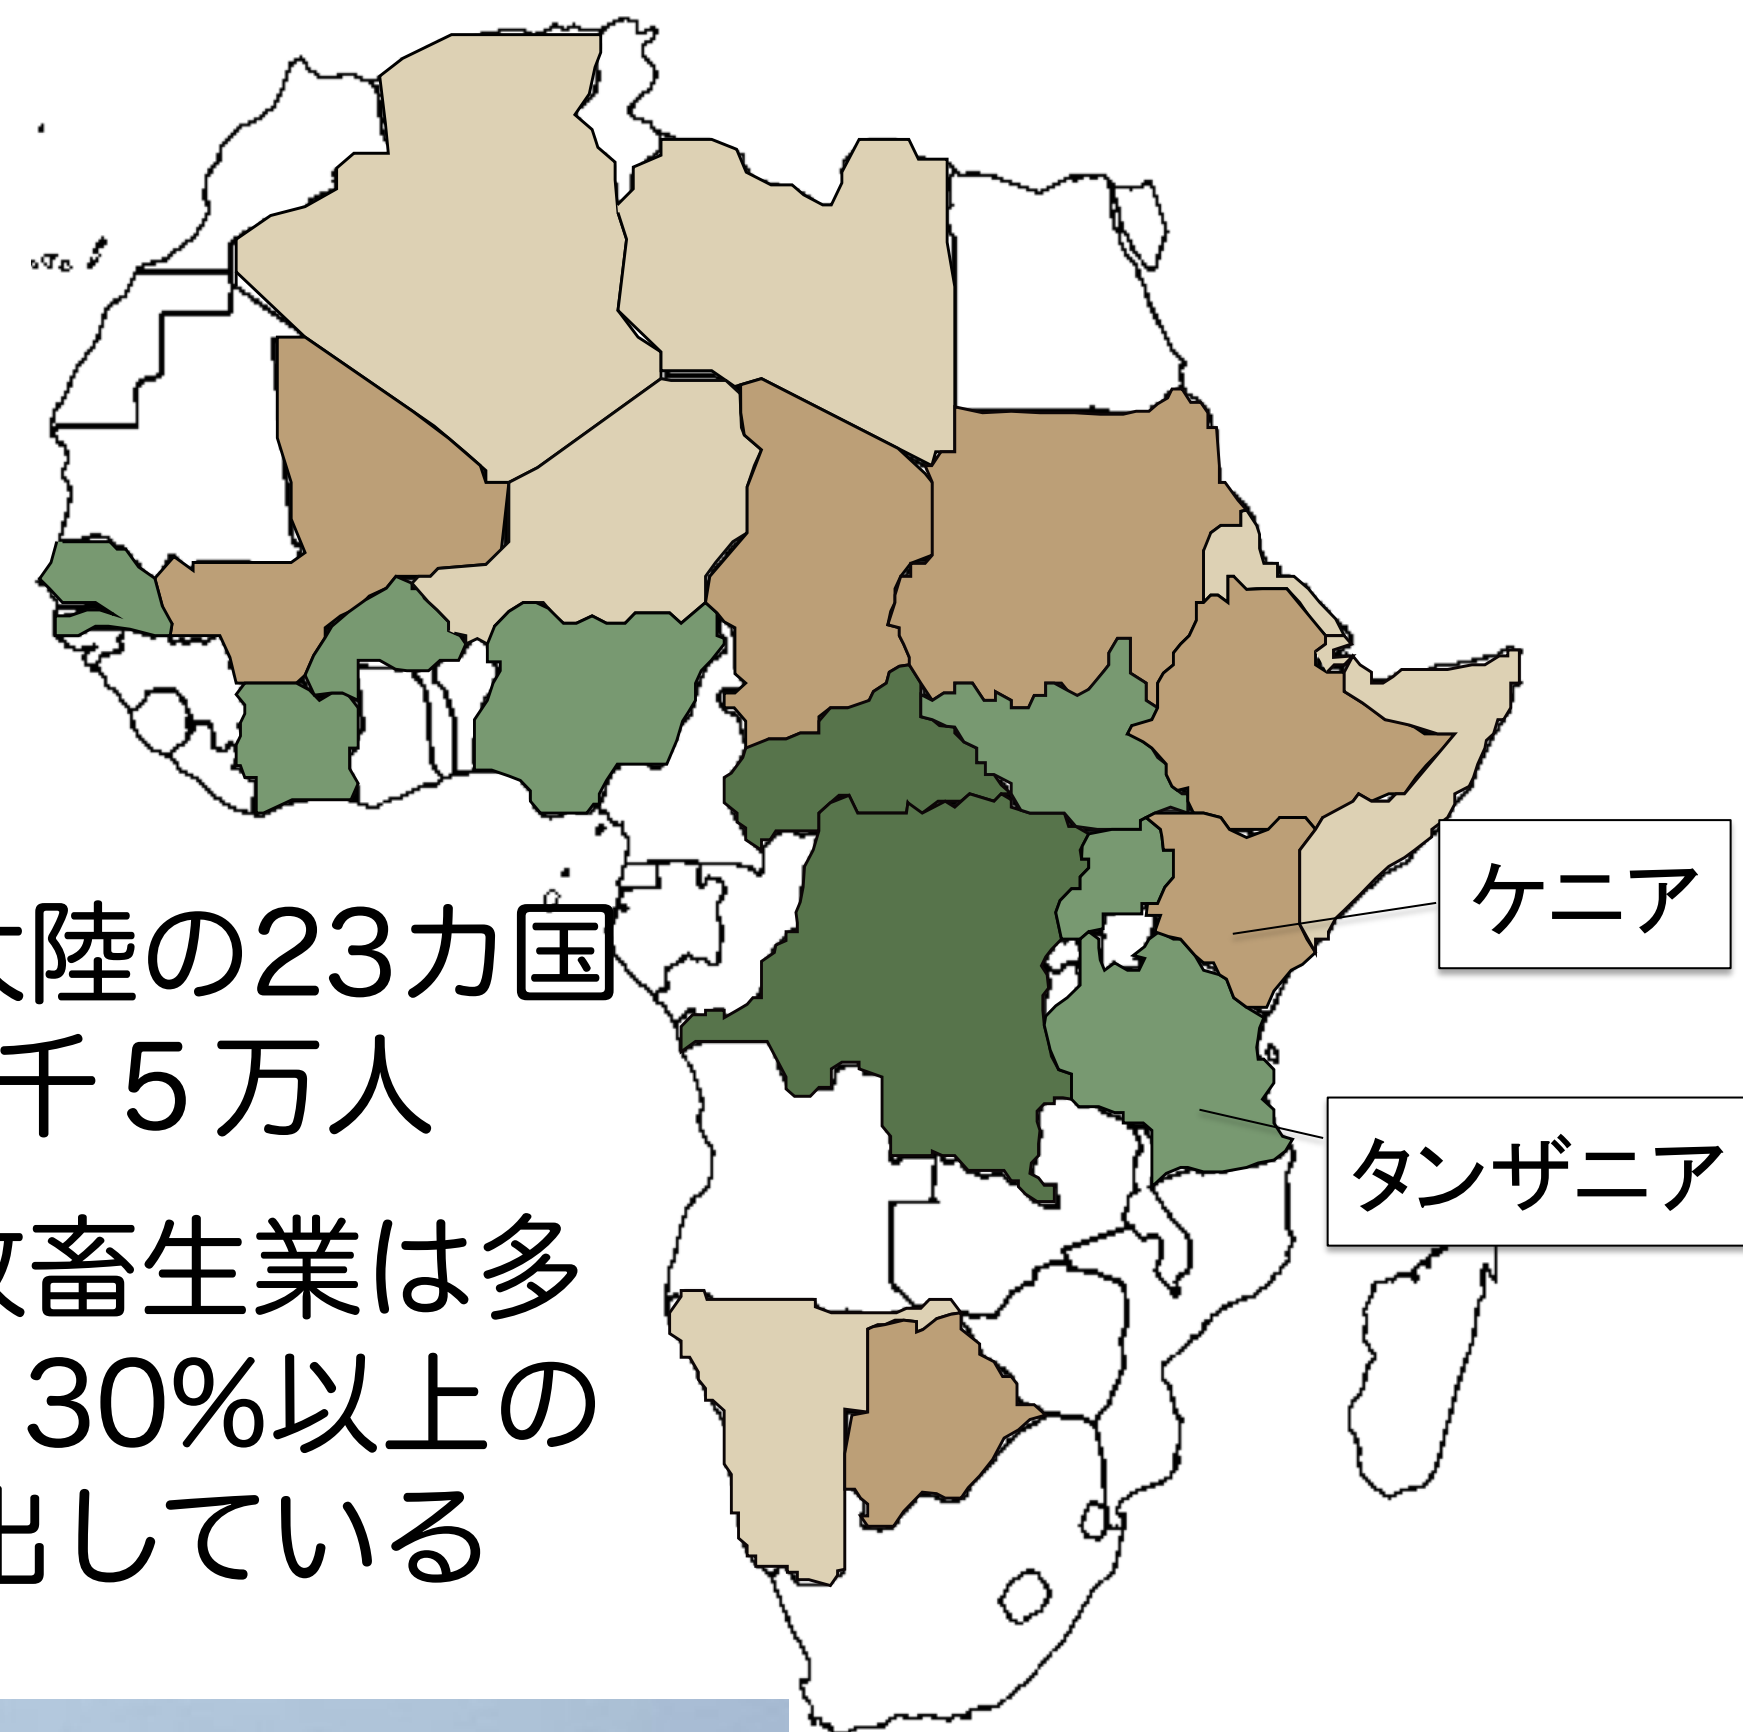 陸の23カ国
千５万人
畜生業は多
30%以上の
出している
ケニア
タンザニア